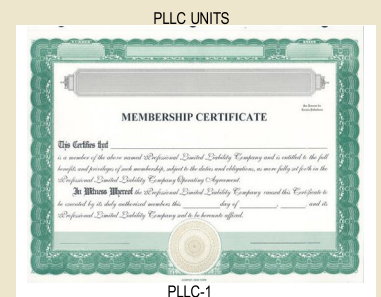 PLLC UNITS
MEMBERSHIP CERTIFICATE
This Certifies that
is a member of the above named Professional Limited Liability Company and is entitled to the full
benefits and privileges of such membership, subject to the duties and obligations, as more fully set forth in the
Professional Limited Liability Company Operating Agreement.
In Witness Whereof the Professional Limited Liability Company caused this Certificate to
be executed by its duly authorized members this ______ day of ________, ____ and its
Professional Limited Liability Company seal to be hereunto affixed.
PLLC-1